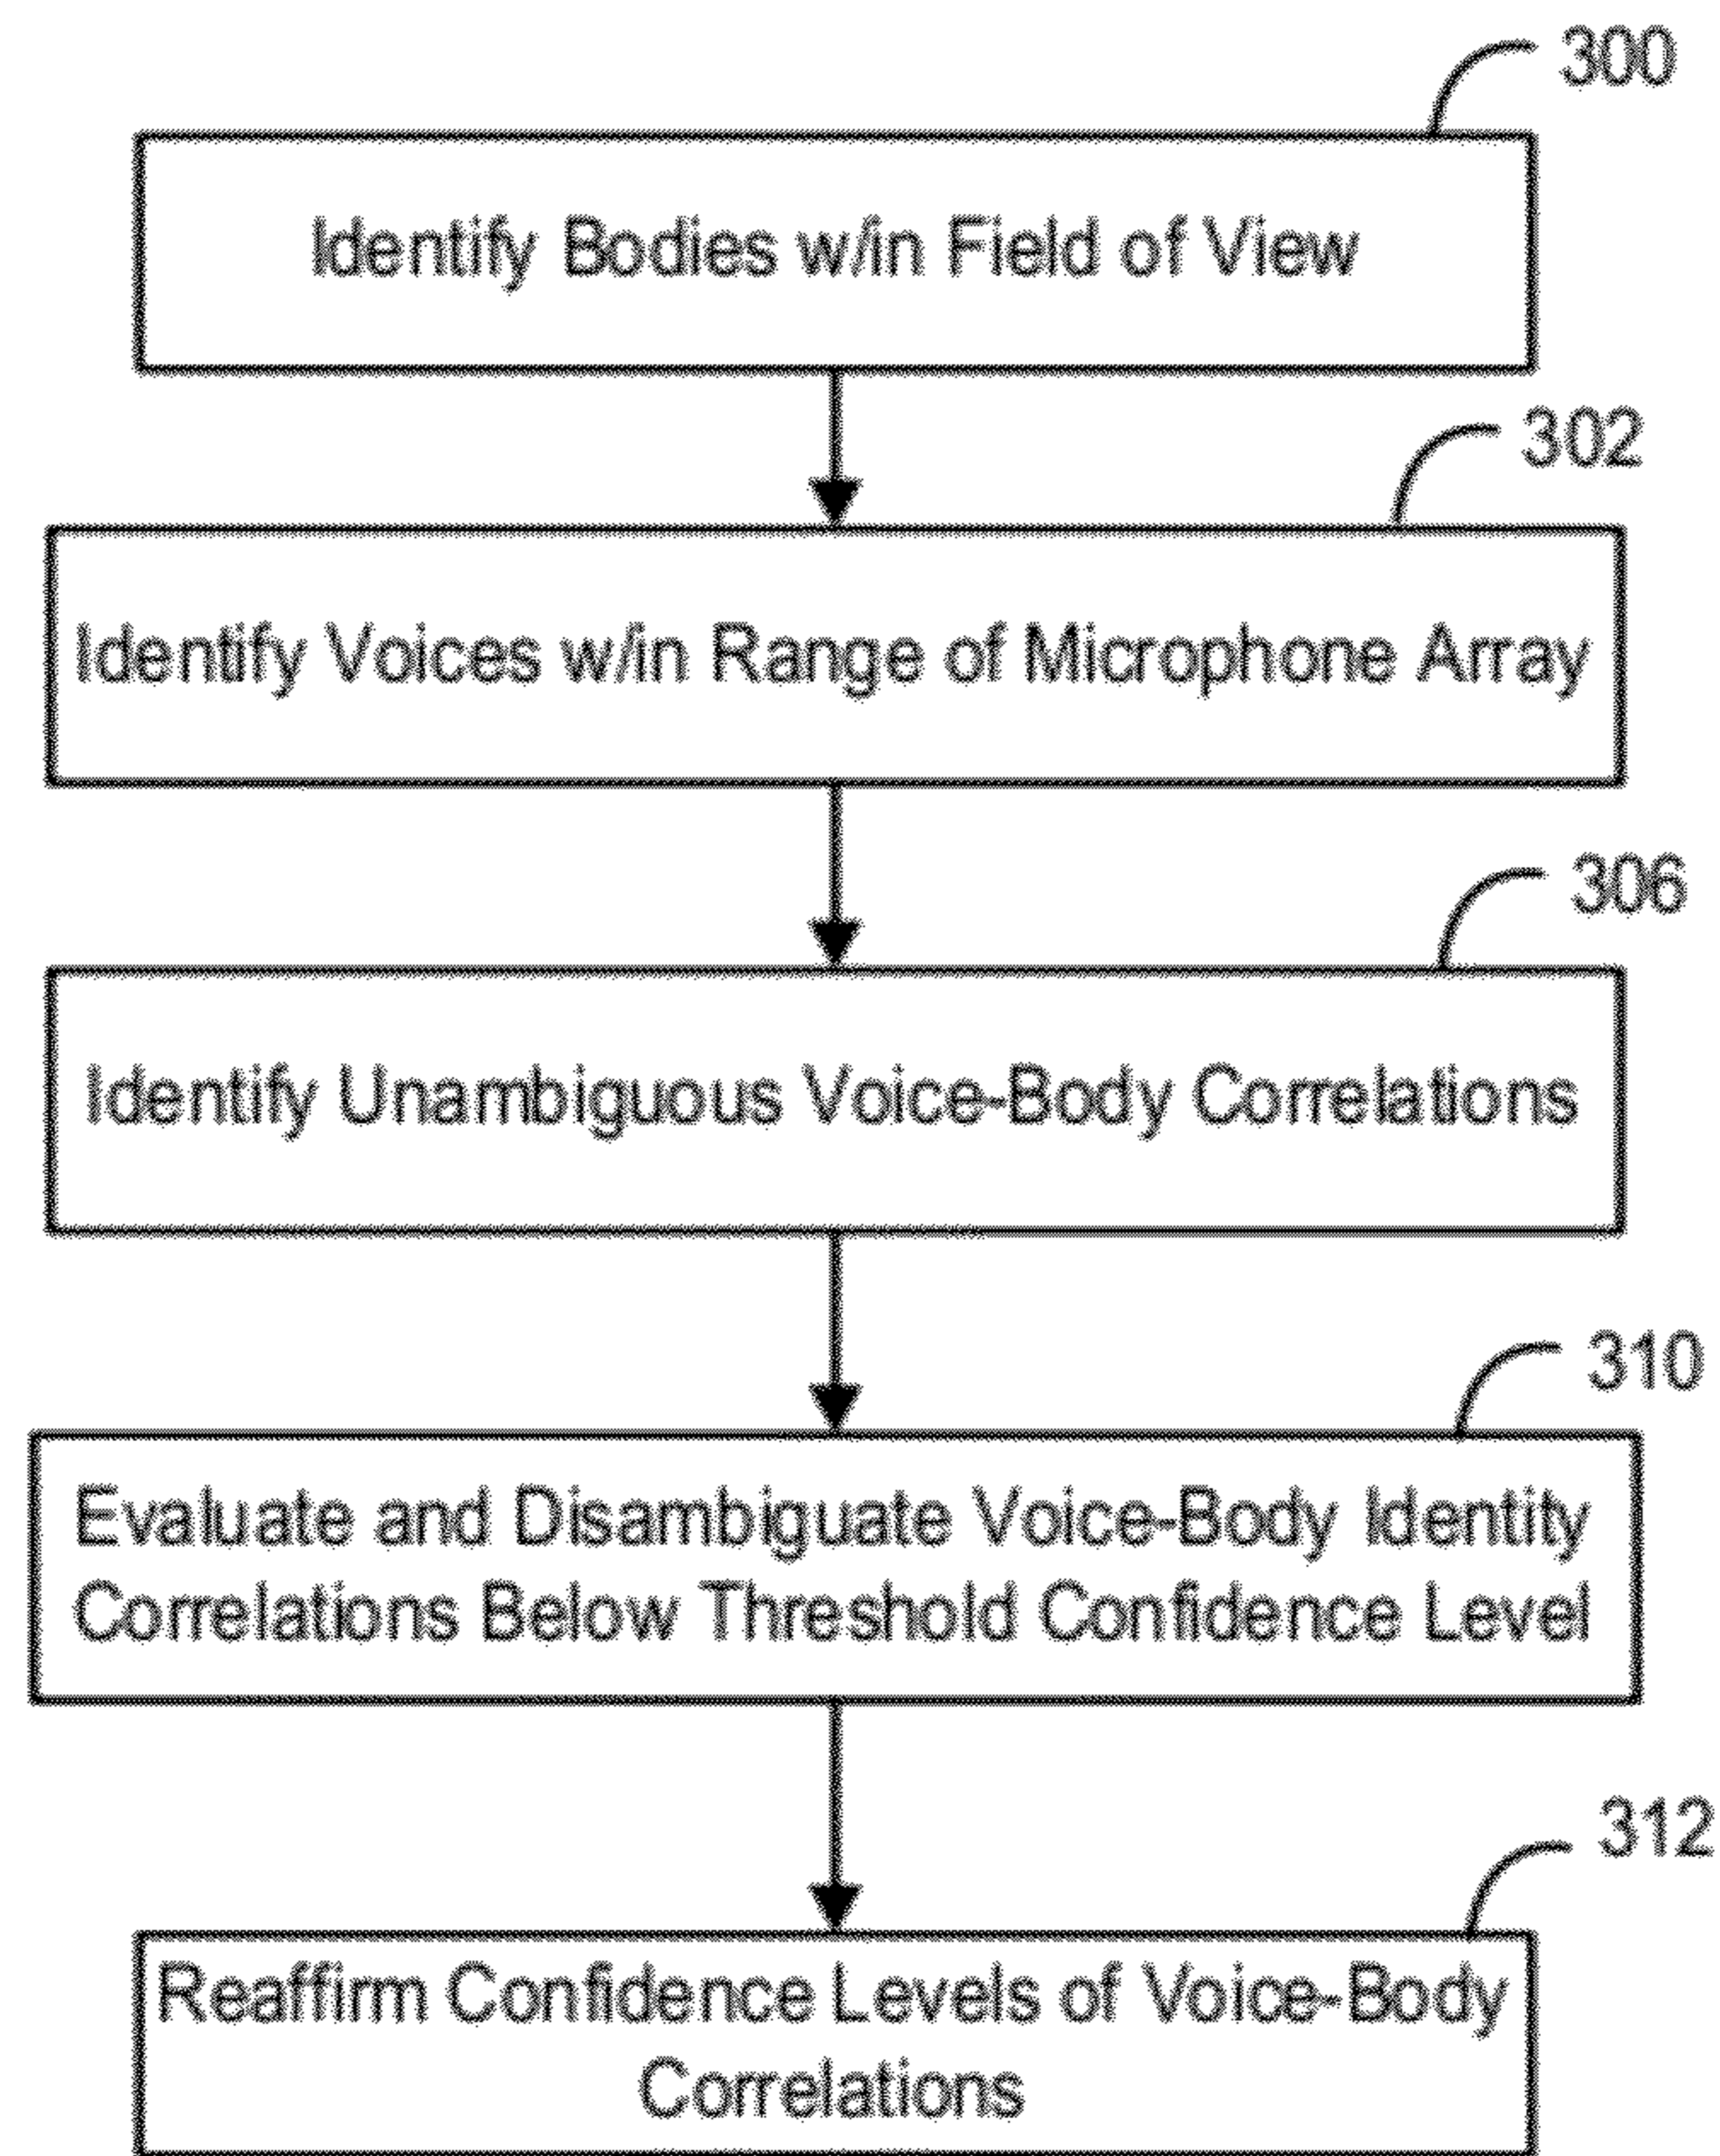 300
Identify Bodies w/in Field of View
302
Identify Voices w/in Range of Microphone Array
306
Identify Unambiguous Voice-Body Correlations
310
Evaluate and Disambiguate Voice-Body Identity
Correlations Below Threshold Confidence Level
312
Reaffirm Confidence Levels of Voice-Body
Correlations